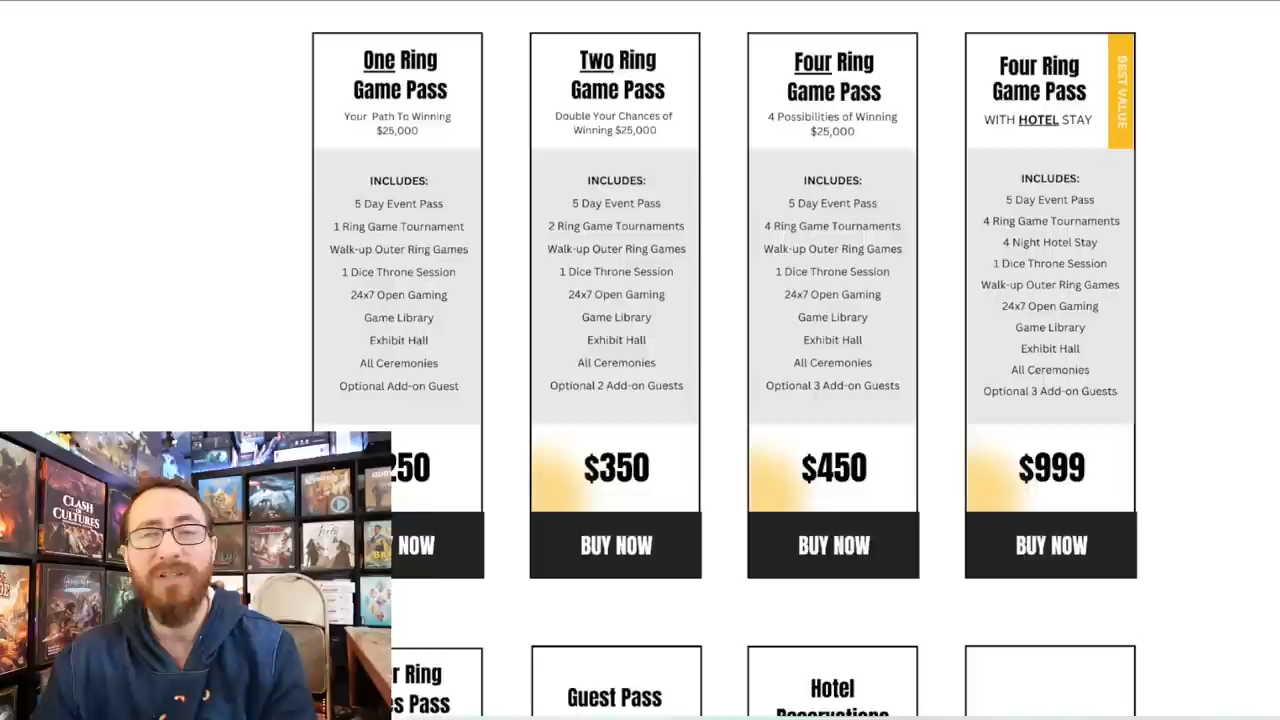 One Ring
Game Pass
Your Path To Winning
$25,000
INCLUDES:
5 Day Event Pass
1 Ring Game Tournament
Walk-up Outer Ring Games
1 Dice Throne Session
24x7 Open Gaming
Game Library
Exhibit Hall
All Ceremonies
Optional Add-on Guest
250
NOW
Two Ring
Game Pass
Double Your Chances of
Winning $25,000
INCLUDES:
5 Day Event Pass
2 Ring Game Tournaments
Walk-up Outer Ring Games
1 Dice Throne Session
24x7 Open Gaming
Game Library
Exhibit Hall
All Ceremonies
Optional 2 Add-on Guests
$350
BUY NOW
Four Ring
Game Pass
4 Possibilities of Winning
$25,000
INCLUDES:
5 Day Event Pass
4 Ring Game Tournaments
Walk-up Outer Ring Games
1 Dice Throne Session
24x7 Open Gaming
Game Library
Exhibit Hall
All Ceremonies
Optional 3 Add-on Guests
$450
BUY NOW
Four Ring
Game Pass
WITH HOTEL STAY
BEST VALUE
INCLUDES:
5 Day Event Pass
4 Ring Game Tournaments
4 Night Hotel Stay
1 Dice Throne Session
Walk-up Outer Ring Games
24x7 Open Gaming
Game Library
Exhibit Hall
All Ceremonies
Optional 3 Add-on Guests
$999
BUY NOW
r Ring
s Pass
Guest Pass
Hotel
Reservations
CLASH
OF
CULTURES